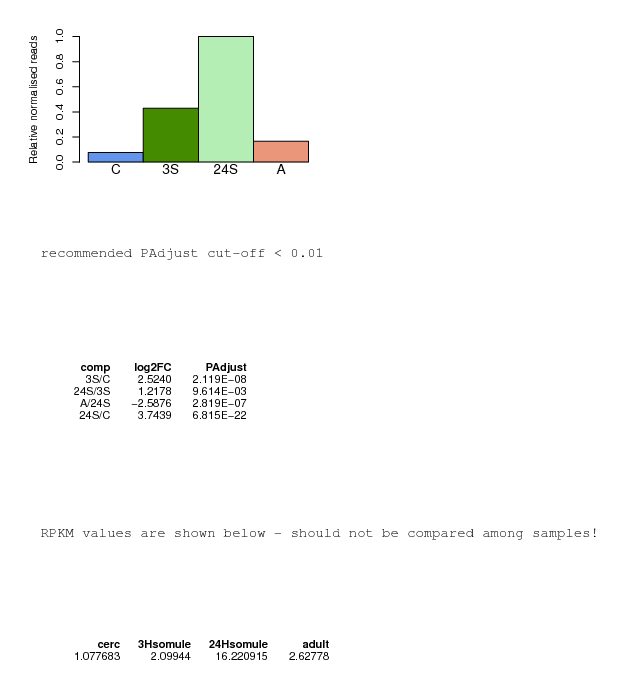 Relative normalised reads
1.0
0.8
0.6
0.4
0.2
0.0
C 3S 24S A
recommended PAdjust cut-off < 0.01
comp log2FC PAdjust
3S/C 2.5240 2.119E-08
24S/3S 1.2178 9.614E-03
A/24S -2.5876 2.819E-07
24S/C 3.7439 6.815E-22
RPKM values are shown below - should not be compared among samples!
cerc 3Hsomule 24Hsomule adult
1.077683 2.09944 16.220915 2.62778